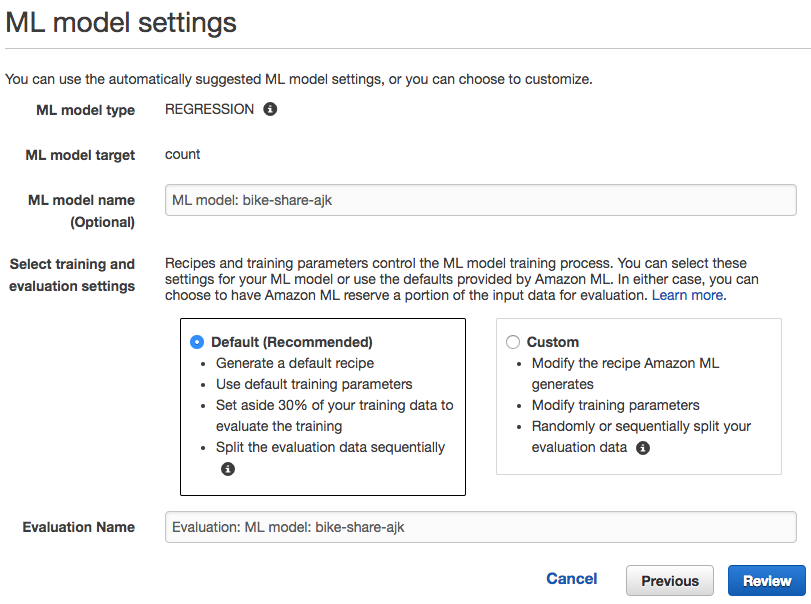 ML model settings
You can use the automatically suggested ML model settings, or you can choose to customize.
ML model type REGRESSION
ML model target count
ML model name
(Optional)
ML model: bike-share-ajk
Select training and
evaluation settings
Recipes and training parameters control the ML model training process. You can select these
settings for your ML model or use the defaults provided by Amazon ML. In either case, you can
choose to have Amazon ML reserve a portion of the input data for evaluation. Learn more.
Default (Recommended)
• Generate a default recipe
• Use default training parameters
• Set aside 30% of your training data to
evaluate the training
• Split the evaluation data sequentially
Custom
• Modify the recipe Amazon ML
generates
• Modify training parameters
• Randomly or sequentially split your
evaluation data
Evaluation Name Evaluation: ML model: bike-share-ajk
Cancel Previous Review